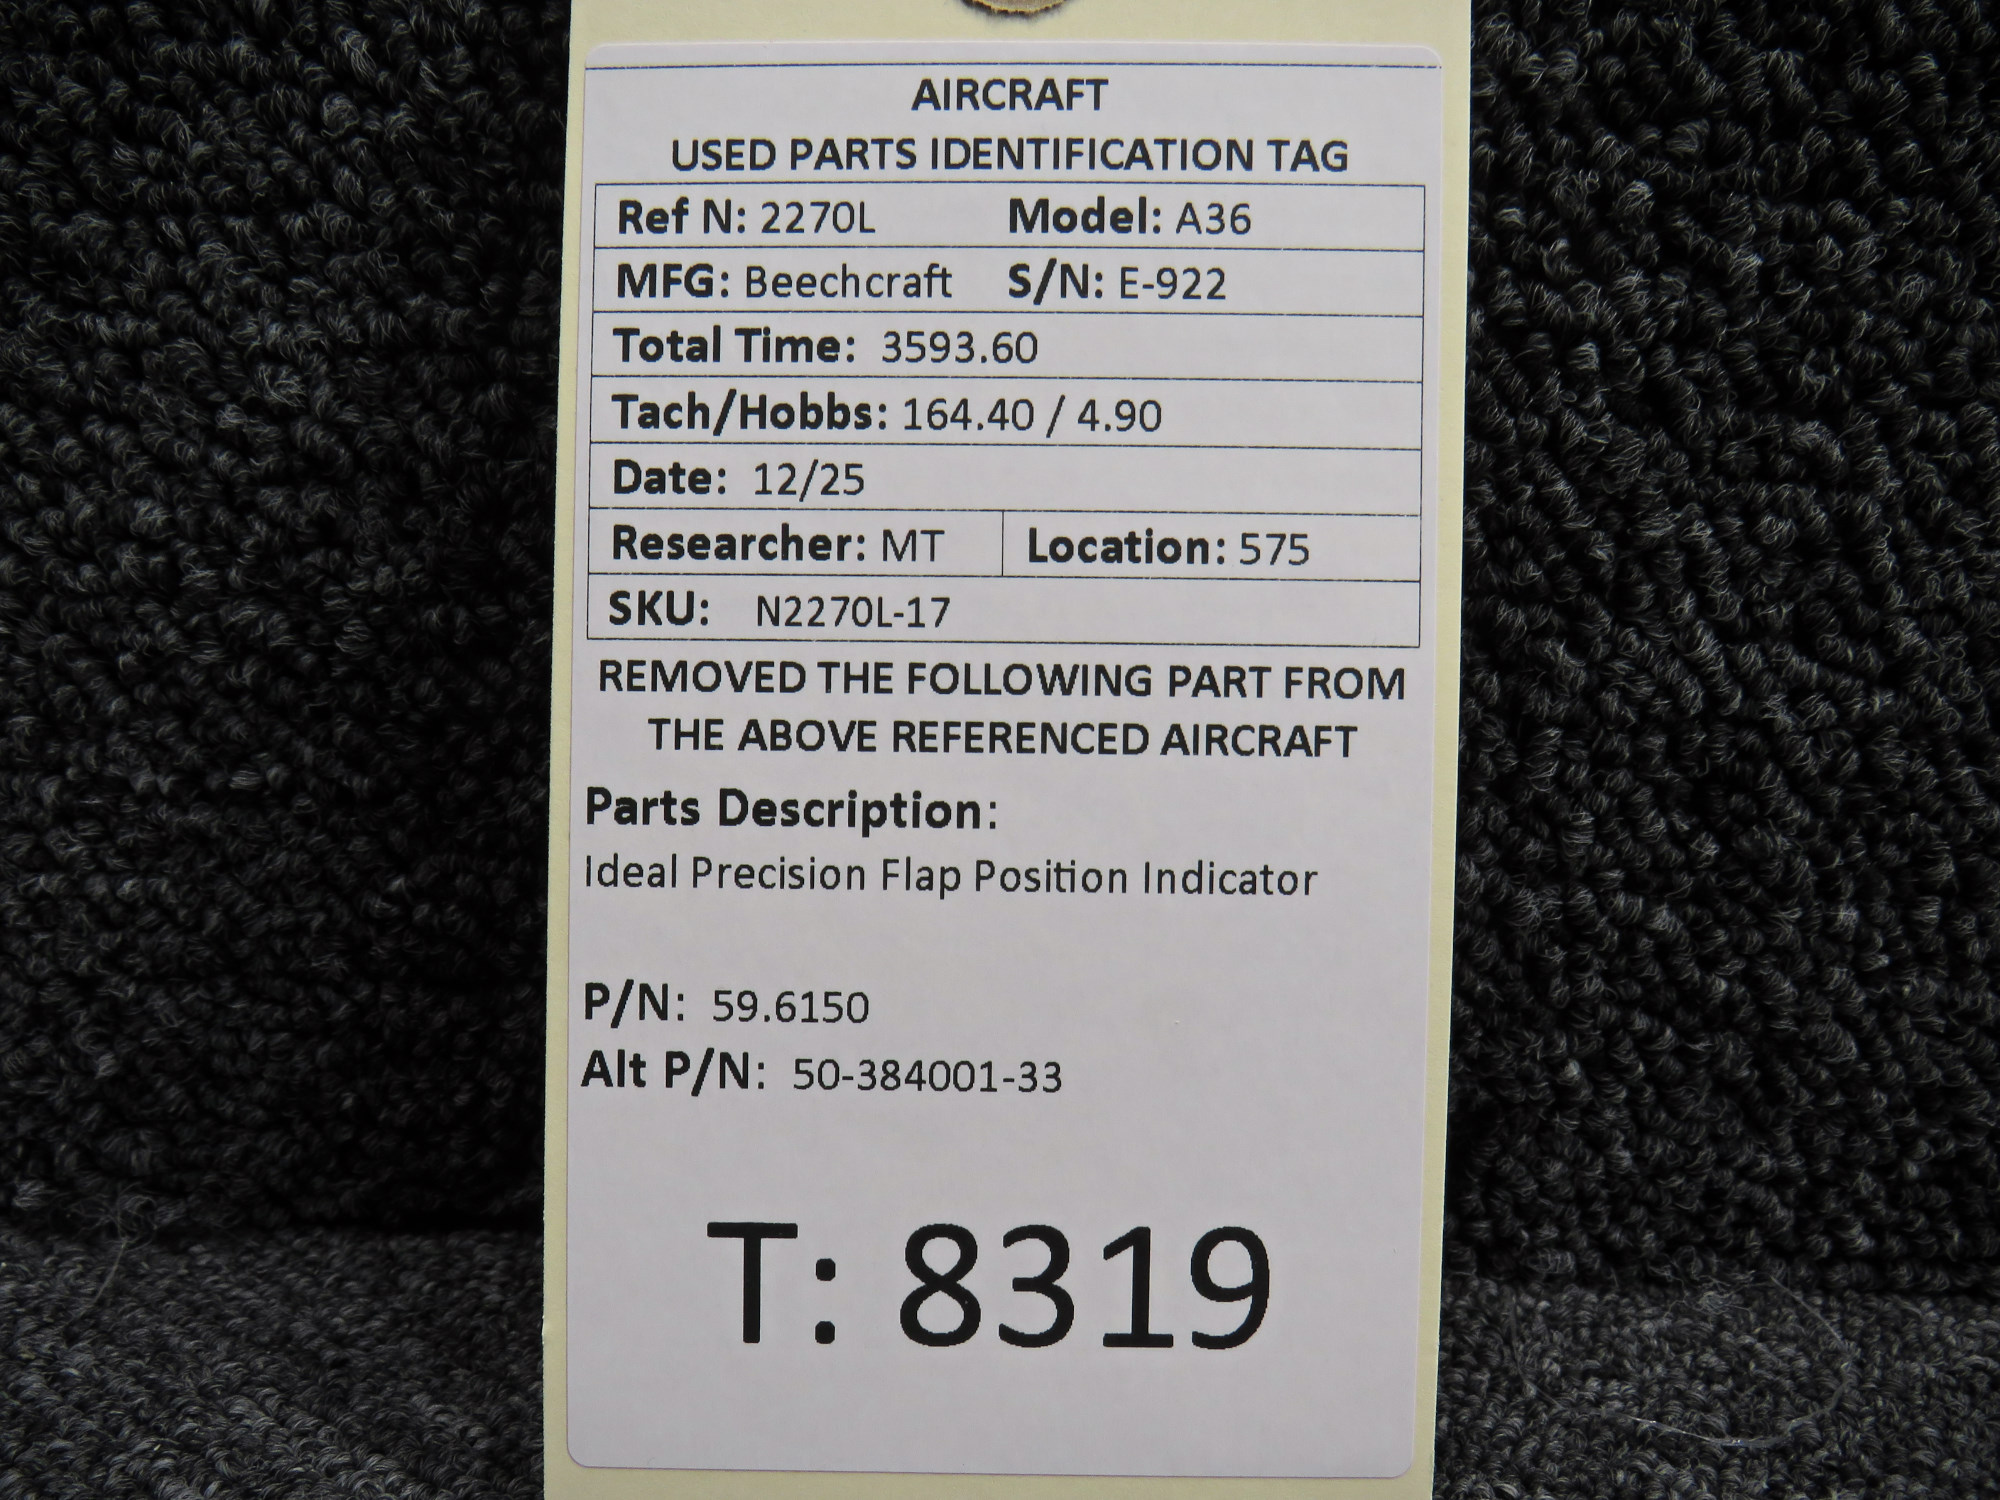 AIRCRAFT
USED PARTS IDENTIFICATION TAG
Ref N: 2270L Model: A36
MFG: Beechcraft S/N: E-922
Total Time: 3593.60
Tach/Hobbs: 164.40 / 4.90
Date: 12/25
Researcher: MT Location: 575
SKU: N2270L-17
REMOVED THE FOLLOWING PART FROM
THE ABOVE REFERENCED AIRCRAFT
Parts Description:
Ideal Precision Flap Position Indicator
P/N: 59.6150
Alt P/N: 50-384001-33
T: 8319